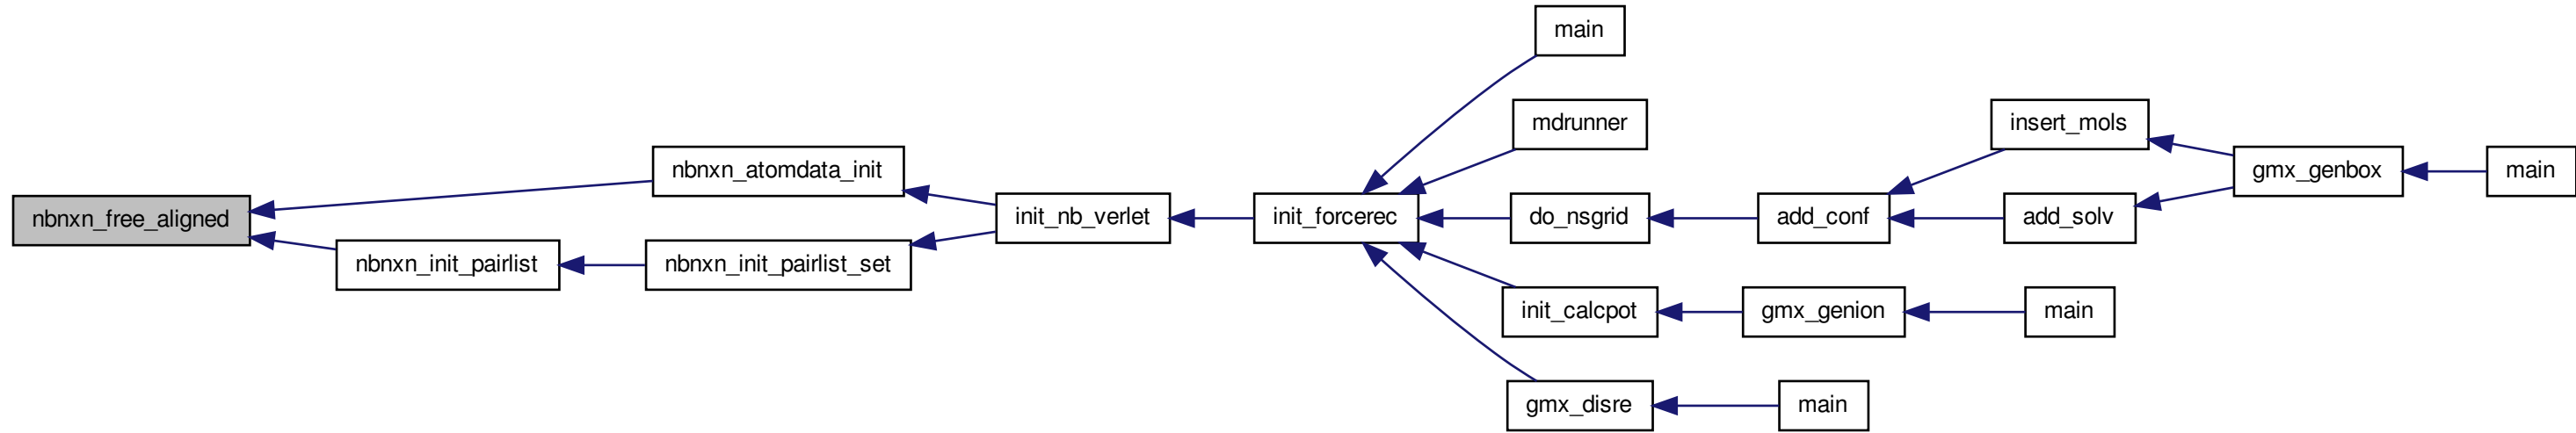 main
mdrunner
insert_mols
nbnxn_atomdata_init
gmx_genbox
main
nbnxn_free_aligned
init_nb_verlet
init_forcerec
do_nsgrid
add_conf
add_solv
nbnxn_init_pairlist
nbnxn_init_pairlist_set
init_calcpot
gmx_genion
main
gmx_disre
main